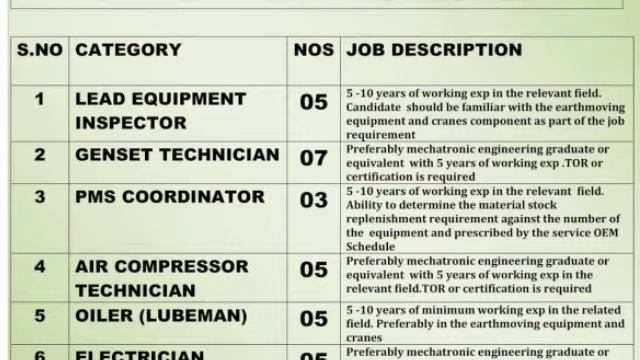 S.NO CATEGORY NOS JOB DESCRIPTION
1 LEAD EQUIPMENT INSPECTOR 05 5 -10 years of working exp in the relevant field.
Candidate should be familiar with the earthmoving
equipment and cranes component as part of the job
requirement
2 GENSET TECHNICIAN 07 Preferably mechatronic engineering graduate or
equivalent with 5 years of working exp .TOR or
certification is required
3 PMS COORDINATOR 03 5 -10 years of working exp in the relevant field.
Ability to determine the material stock
replenishment requirement against the number of
the equipment and prescribed by the service OEM
Schedule
4 AIR COMPRESSOR TECHNICIAN 05 Preferably mechatronic engineering graduate or
equivalent with 5 years of working exp in the
relevant field.TOR or certification is required
5 OILER (LUBEMAN) 05 5 -10 years of minimum working exp in the related
field. Preferably in the earthmoving equipment and
cranes
6 ELECTRICIAN 05 Preferably mechatronic engineering graduate or